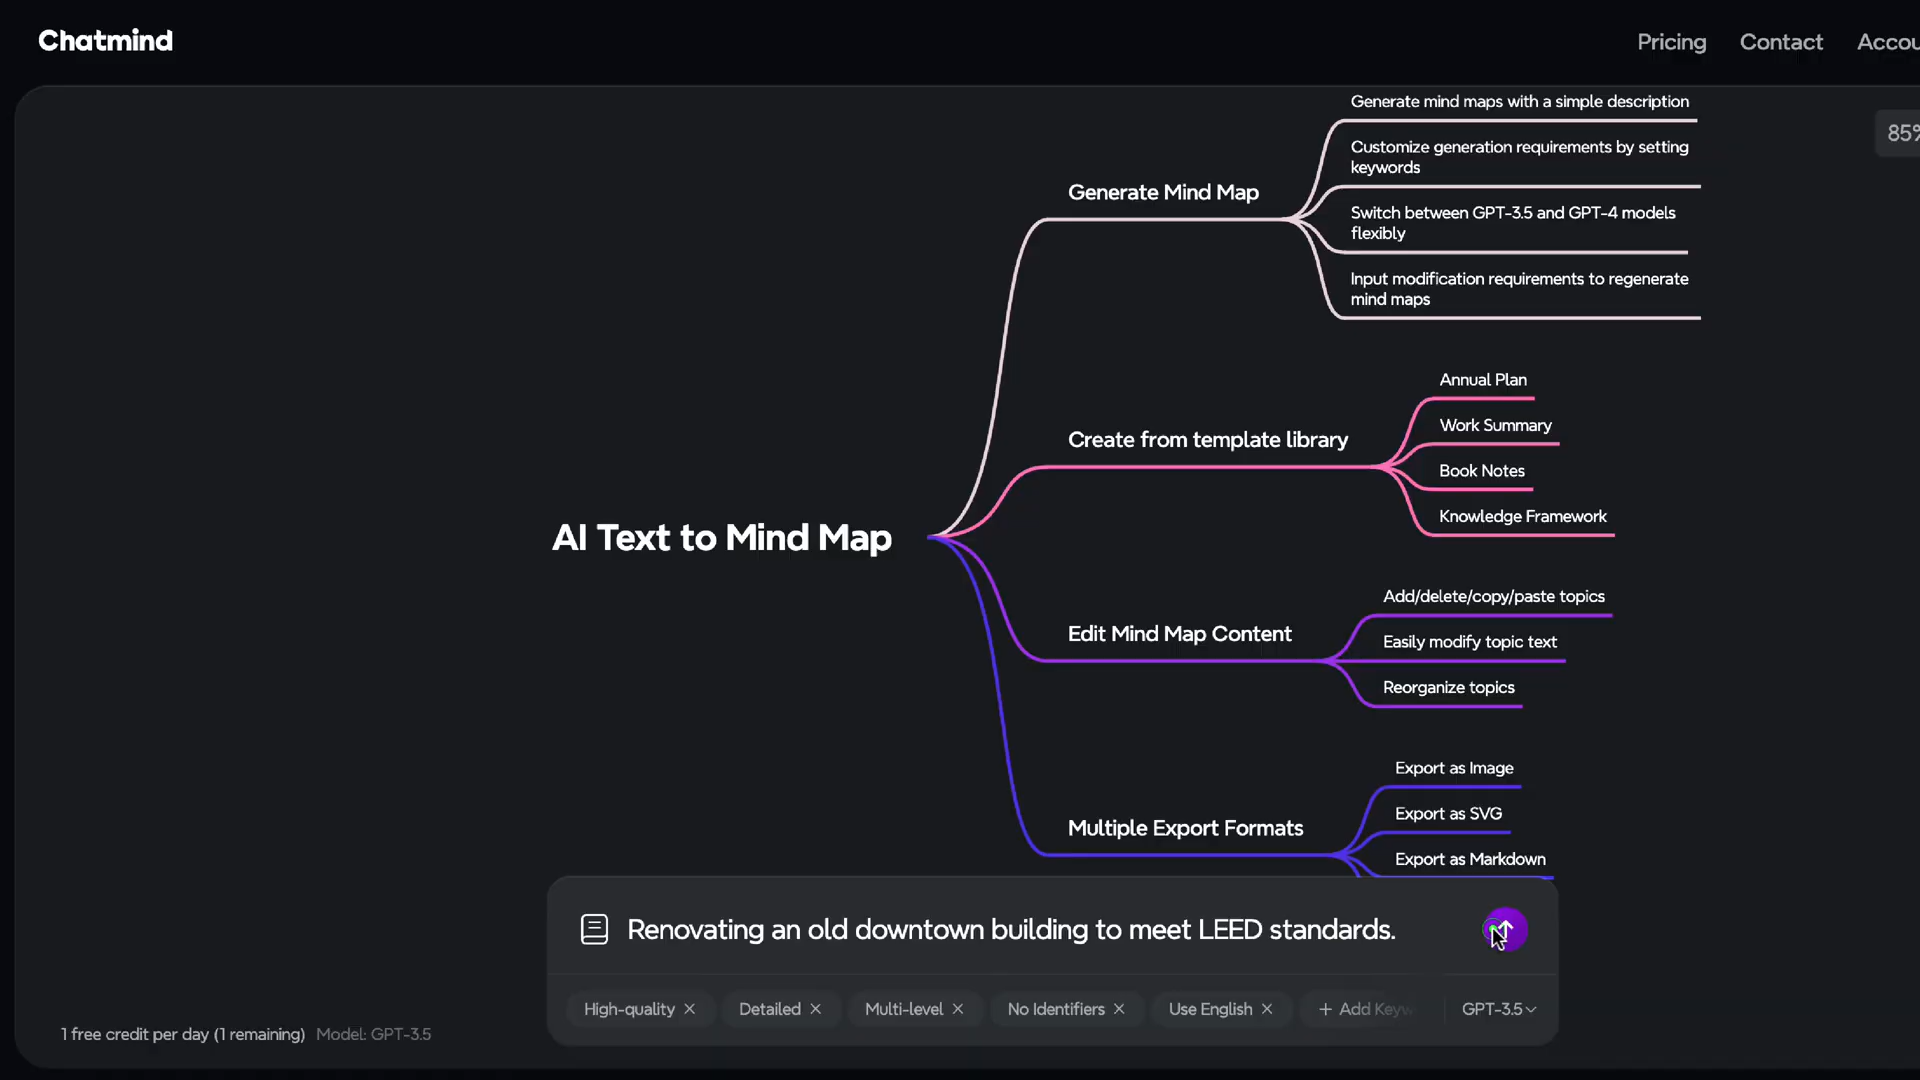 Chatmind
Pricing
Contact
Accou
85%
Generate mind maps with a simple description
Customize generation requirements by setting
keywords
Generate Mind Map
Switch between GPT-3.5 and GPT-4 models
flexibly
Input modification requirements to regenerate
mind maps
Annual Plan
Create from template library
Work Summary
Book Notes
Knowledge Framework
AI Text to Mind Map
Add/delete/copy/paste topics
Edit Mind Map Content
Easily modify topic text
Reorganize topics
Export as Image
Multiple Export Formats
Export as SVG
Export as Markdown
Renovating an old downtown building to meet LEED standards.
High-quality ×
Detailed ×
Multi-level ×
No Identifiers ×
Use English ×
+ Add Keyw
GPT-3.5
1 free credit per day (1 remaining) Model: GPT-3.5